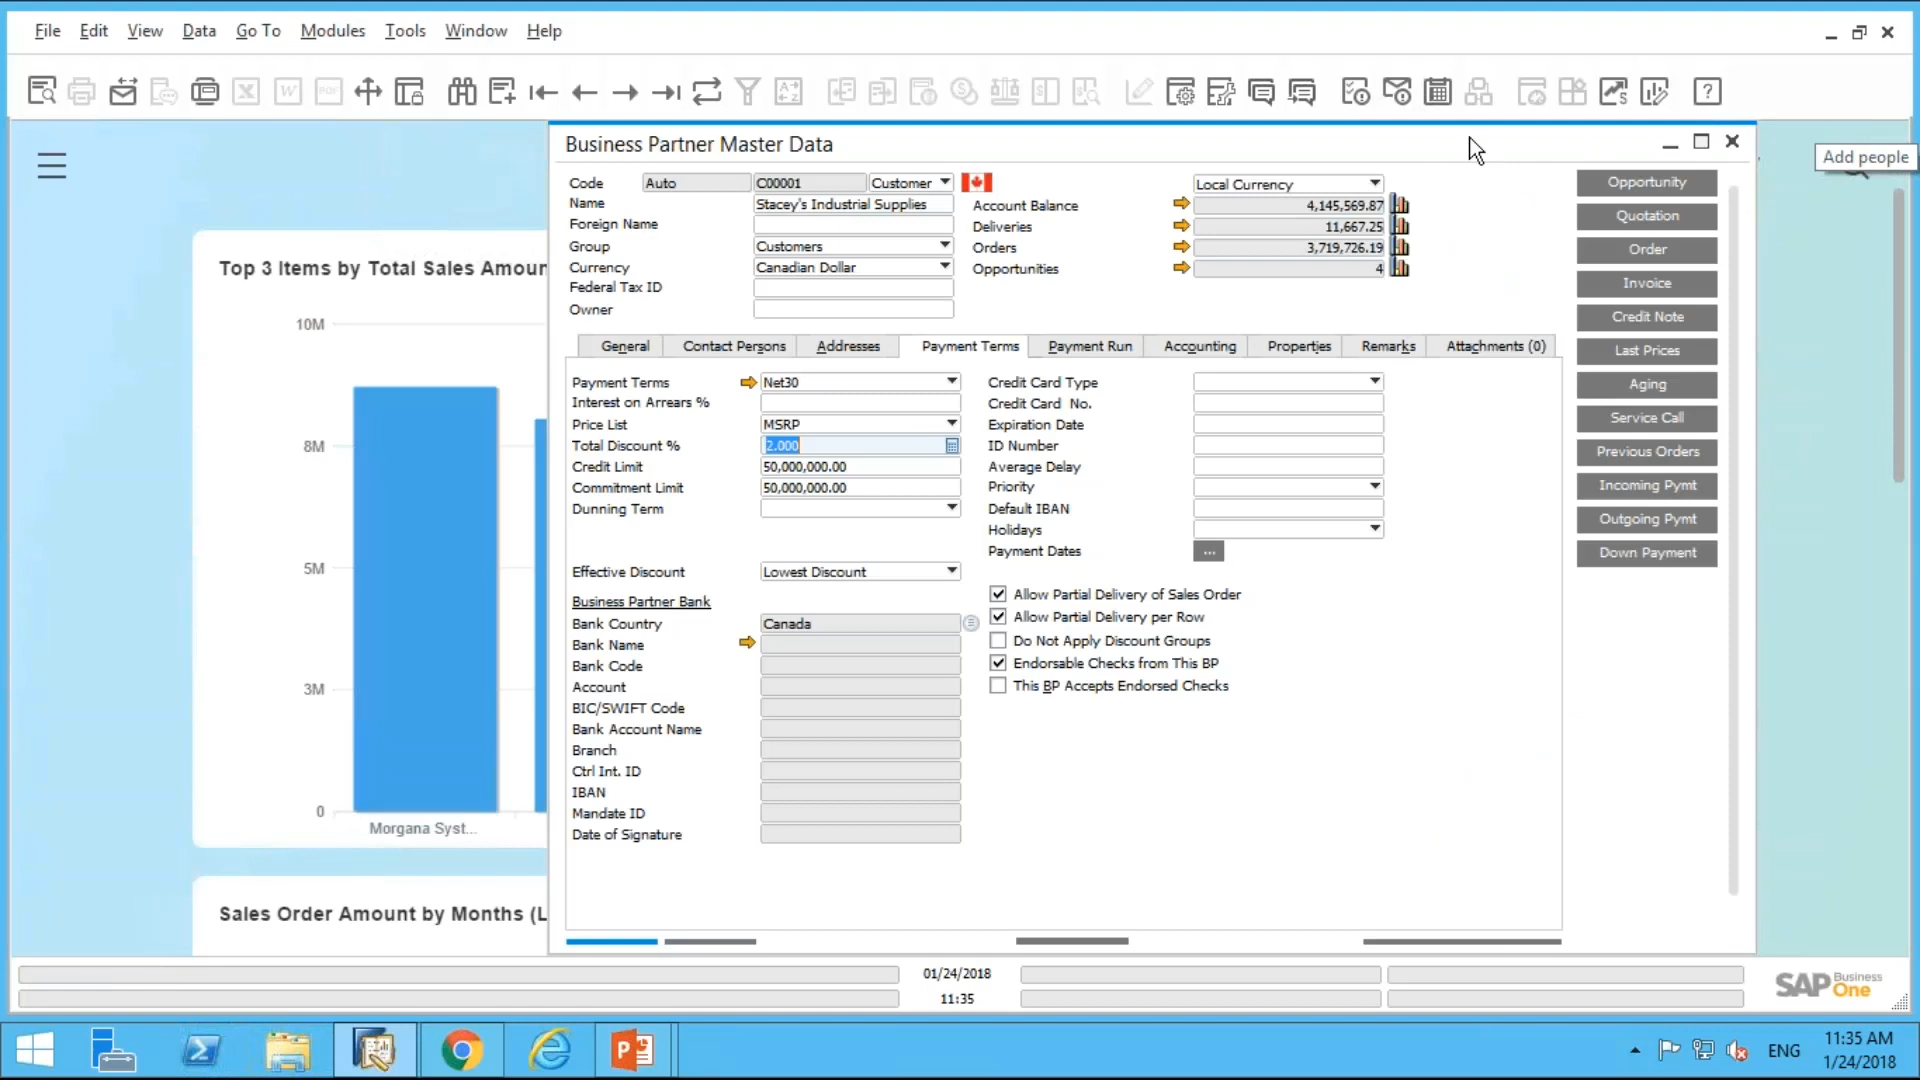 File Edit View Data Go To Modules Tools Window Help
Add people
Business Partner Master Data
Code Auto C00001 Customer
Name Stacey's Industrial Supplies
Foreign Name
Group Customers
Currency Canadian Dollar
Federal Tax ID
Owner
Local Currency
Account Balance 4,145,569.87
Deliveries 11,667.25
Orders 3,719,726.19
Opportunities 4
General Contact Persons Addresses Payment Terms Payment Run Accounting Properties Remarks Attachments (0)
Payment Terms Net30
Interest on Arrears %
Price List MSRP
Total Discount % 2.000
Credit Limit 50,000,000.00
Commitment Limit 50,000,000.00
Dunning Term
Effective Discount Lowest Discount
Business Partner Bank
Bank Country Canada
Bank Name
Bank Code
Account
BIC/SWIFT Code
Bank Account Name
Branch
Ctrl Int. ID
IBAN
Mandate ID
Date of Signature
Credit Card Type
Credit Card No.
Expiration Date
ID Number
Average Delay
Priority
Default IBAN
Holidays
Payment Dates ...
Allow Partial Delivery of Sales Order
Allow Partial Delivery per Row
Do Not Apply Discount Groups
Endorsable Checks from This BP
This BP Accepts Endorsed Checks
Opportunity
Quotation
Order
Invoice
Credit Note
Last Prices
Aging
Service Call
Previous Orders
Incoming Pymt
Outgoing Pymt
Down Payment
Top 3 Items by Total Sales Amoun
10M
8M
5M
3M
0
Morgana Syst...
Sales Order Amount by Months (L
01/24/2018
11:35
SAP Business One
ENG
11:35 AM
1/24/2018